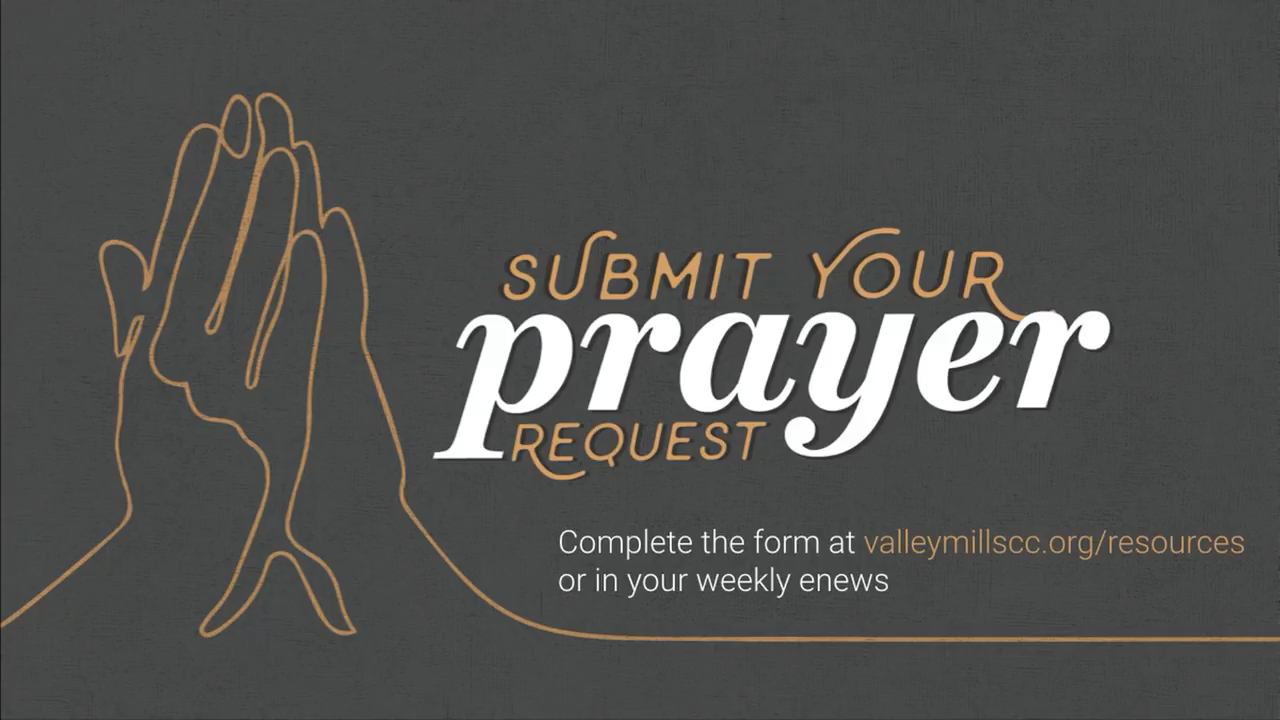 SUBMIT YOUR
prayer
REQUEST
Complete the form at valleymillscc.org/resources
or in your weekly enews